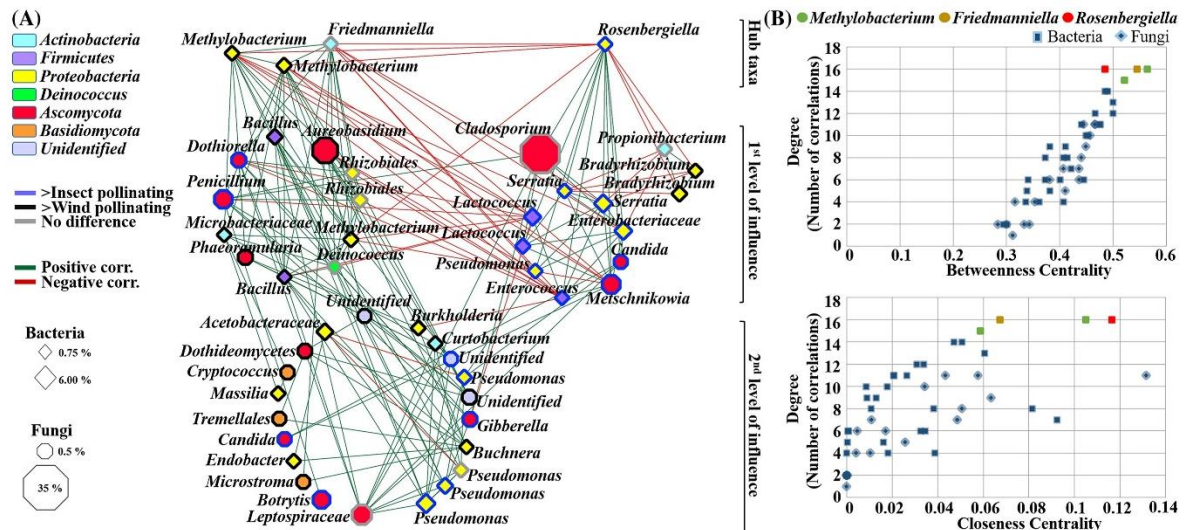 (A)
Actinobacteria
Firmicutes
Proteobacteria
Deinococcus
Ascomycota
Basidiomycota
Unidentified
>Insect pollinating
>Wind pollinating
No difference
Positive corr.
Negative corr.
Bacteria
0.75 %
6.00 %
Fungi
0.5 %
35 %
Methylobacterium
Friedmanniella
Rosenbergiella
Methylobacterium
Bacillus
Aureobasidium
Cladosporium
Propionibacterium
Dothiorella
Rhizobiales
Bradyrhizobium
Penicillium
Rhizobiales
Serratia
Bradyrhizobium
Lactococcus
Serratia
Microbacteriaceae
Methylobacterium
Enterobacteriaceae
Phaeoramularia
Lactococcus
Candida
Deinococcus
Pseudomonas
Bacillus
Enterococcus
Metschnikowia
Unidentified
Acetobacteraceae
Burkholderia
Curtobacterium
Dothideomycetes
Unidentified
Cryptococcus
Pseudomonas
Massilia
Unidentified
Tremellales
Gibberella
Candida
Buchnera
Endobacter
Pseudomonas
Microstroma
Pseudomonas
Botrytis
Leptospiraceae
Pseudomonas
Hub taxa
1st level of influence
2nd level of influence
(B)
Methylobacterium
Friedmanniella
Rosenbergiella
Bacteria
Fungi
Degree
(Number of correlations)
18
16
14
12
10
8
6
4
2
0
0 0.1 0.2 0.3 0.4 0.5 0.6
Betweenness Centrality
Degree
(Number of correlations)
18
16
14
12
10
8
6
4
2
0
0 0.02 0.04 0.06 0.08 0.1 0.12 0.14
Closeness Centrality